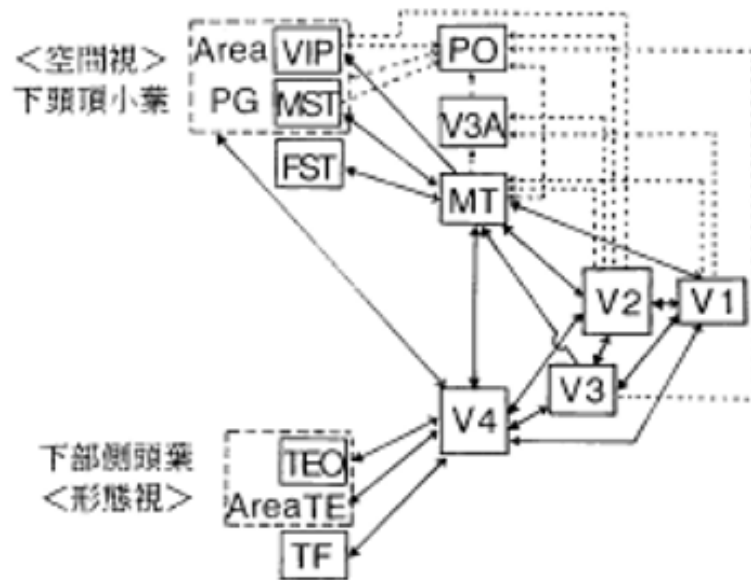 ＜空間視＞
下頭頂小葉
Area VIP
PG MST
FST
PO
V3A
MT
V2
V1
V3
V4
下部側頭葉
＜形態視＞
TEO
AreaTE
TF